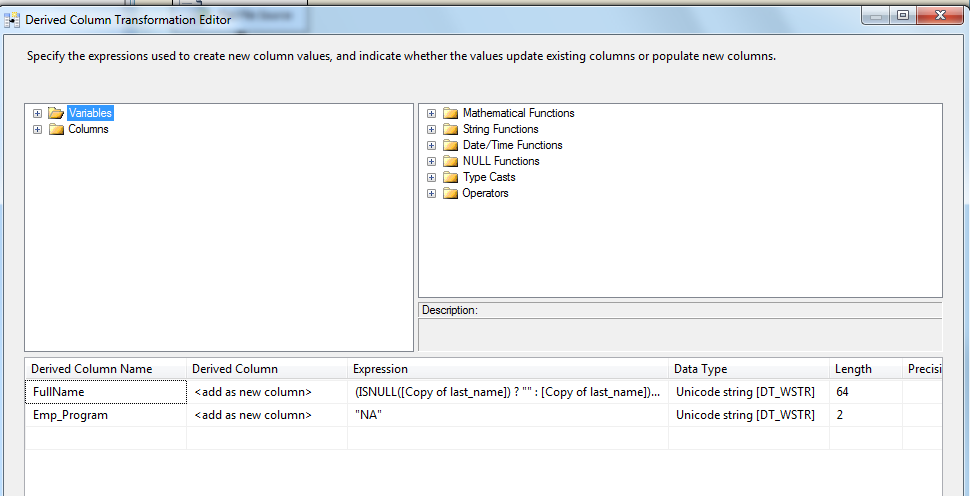 Derived Column Transformation Editor
Specify the expressions used to create new column values, and indicate whether the values update existing columns or populate new columns.
Variables
Columns
Mathematical Functions
String Functions
Date/Time Functions
NULL Functions
Type Casts
Operators
Description:
Derived Column Name Derived Column Expression Data Type Length Precisi
FullName <add as new column> (ISNULL([Copy of last_name]) ? "" : [Copy of last_name])... Unicode string [DT_WSTR] 64
Emp_Program <add as new column> "NA" Unicode string [DT_WSTR] 2